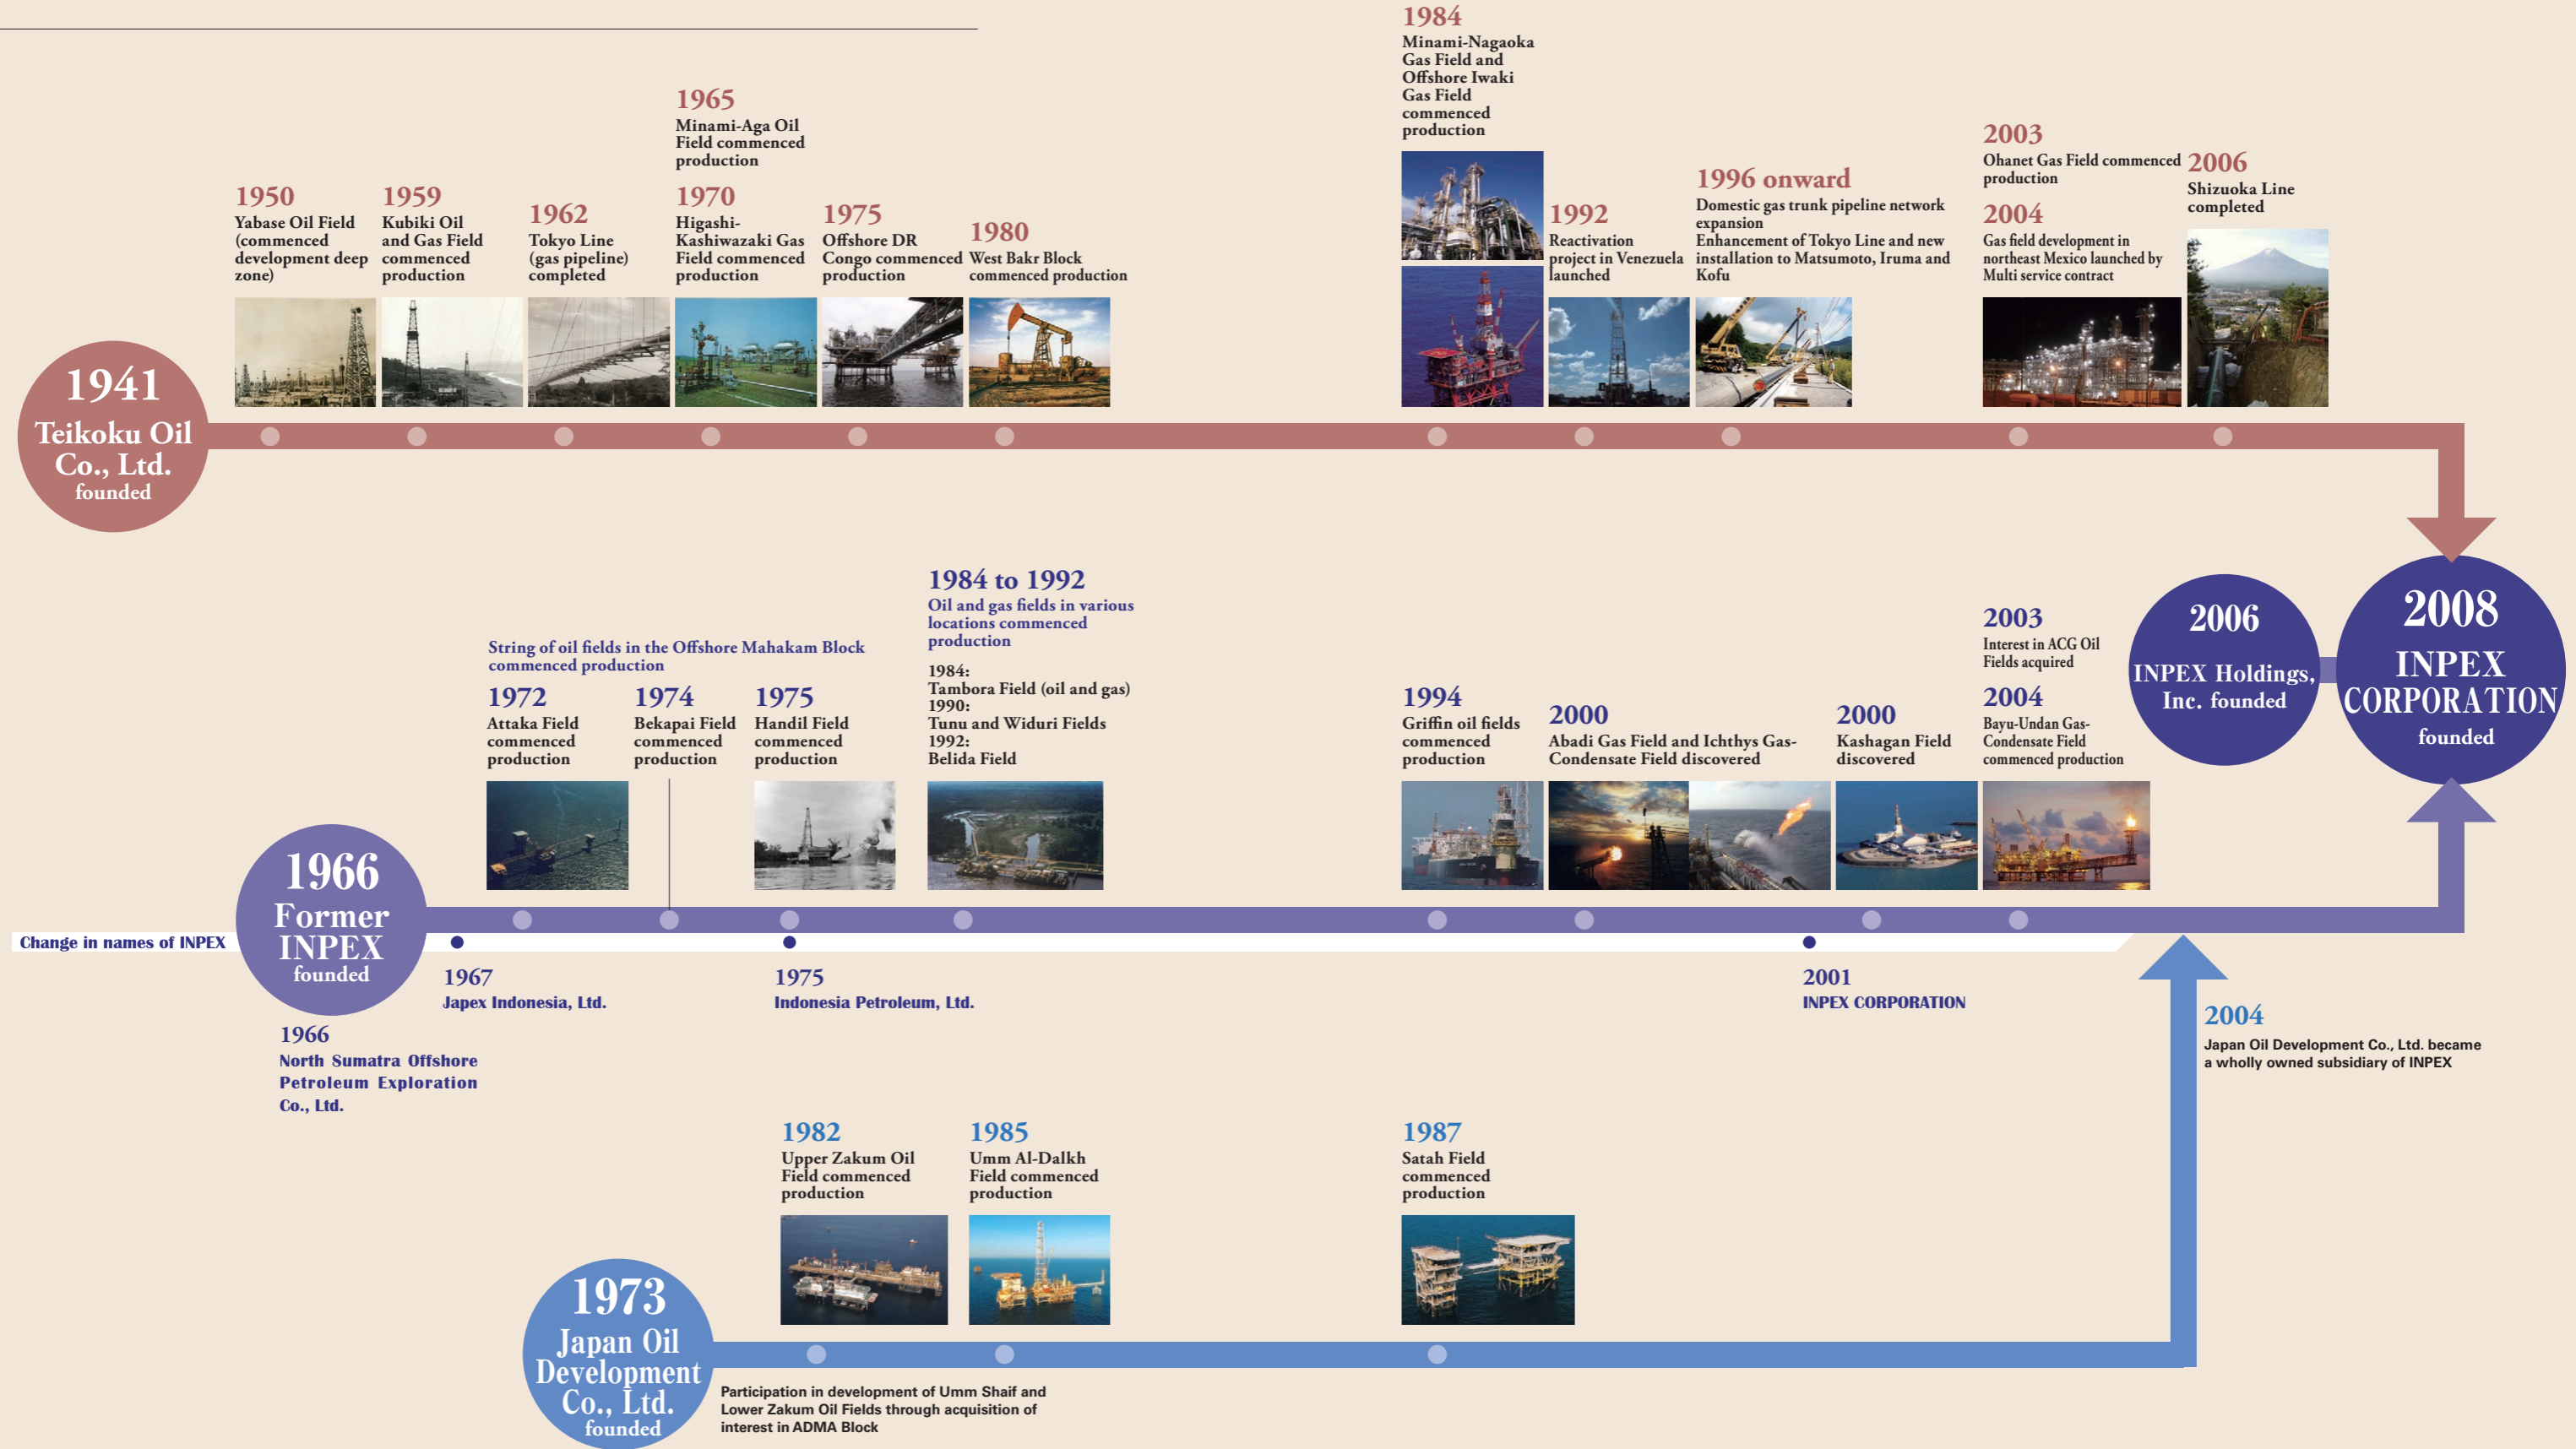 1941
Teikoku Oil
Co., Ltd.
founded
1950
Yabase Oil Field
(commenced
development deep
zone)
1959
Kubiki Oil
and Gas Field
commenced
production
1962
Tokyo Line
(gas pipeline)
completed
1965
Minami-Aga Oil
Field commenced
production
1970
Higashi-
Kashiwazaki Gas
Field commenced
production
1975
Offshore DR
Congo commenced
production
1980
West Bakr Block
commenced production
1984
Minami-Nagaoka
Gas Field and
Offshore Iwaki
Gas Field
commenced
production
1992
Reactivation
project in Venezuela
launched
1996 onward
Domestic gas trunk pipeline network
expansion
Enhancement of Tokyo Line and new
installation to Matsumoto, Iruma and
Kofu
2003
Ohanet Gas Field commenced
production
2004
Gas field development in
northeast Mexico launched by
Multi service contract
2006
Shizuoka Line
completed
1966
Former
INPEX
founded
String of oil fields in the Offshore Mahakam Block
commenced production
1972
Attaka Field
commenced
production
1974
Bekapai Field
commenced
production
1975
Handil Field
commenced
production
1984 to 1992
Oil and gas fields in various
locations commenced
production
1984:
Tambora Field (oil and gas)
1990:
Tunu and Widuri Fields
1992:
Belida Field
1994
Griffin oil fields
commenced
production
2000
Abadi Gas Field and Ichthys Gas-
Condensate Field discovered
2000
Kashagan Field
discovered
2003
Interest in ACG Oil
Fields acquired
2004
Bayu-Undan Gas-
Condensate Field
commenced production
2006
INPEX Holdings,
Inc. founded
2008
INPEX
CORPORATION
founded
Change in names of INPEX
1966
North Sumatra Offshore
Petroleum Exploration
Co., Ltd.
1967
Japex Indonesia, Ltd.
1975
Indonesia Petroleum, Ltd.
2001
INPEX CORPORATION
2004
Japan Oil Development Co., Ltd. became
a wholly owned subsidiary of INPEX
1973
Japan Oil
Development
Co., Ltd.
founded
1982
Upper Zakum Oil
Field commenced
production
1985
Umm Al-Dalkh
Field commenced
production
1987
Satah Field
commenced
production
Participation in development of Umm Shaif and
Lower Zakum Oil Fields through acquisition of
interest in ADMA Block